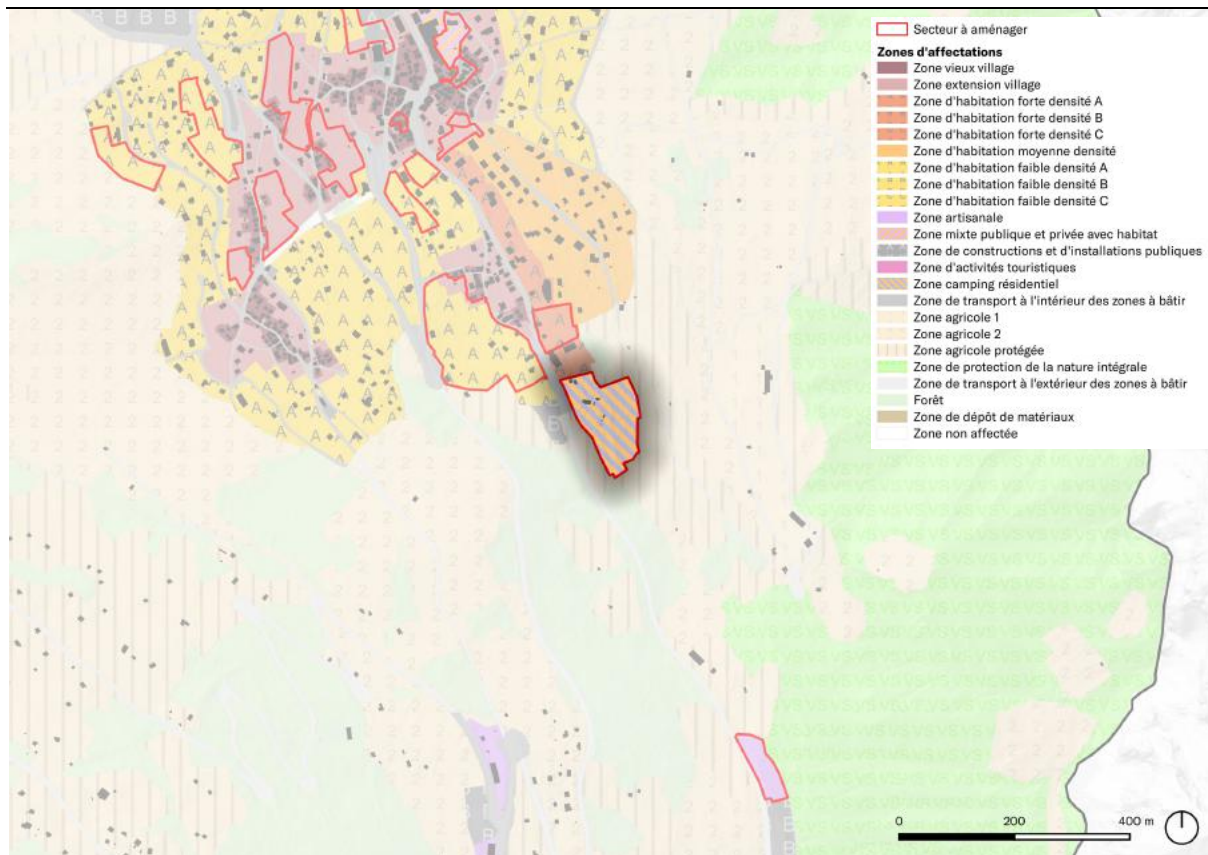 Secteur à aménager
Zones d'affectations
Zone vieux village
Zone extension village
Zone d'habitation forte densité A
Zone d'habitation forte densité B
Zone d'habitation forte densité C
Zone d'habitation moyenne densité
Zone d'habitation faible densité A
Zone d'habitation faible densité B
Zone d'habitation faible densité C
Zone artisanale
Zone mixte publique et privée avec habitat
Zone de constructions et d'installations publiques
Zone d'activités touristiques
Zone camping résidentiel
Zone de transport à l'intérieur des zones à bâtir
Zone agricole 1
Zone agricole 2
Zone agricole protégée
Zone de protection de la nature intégrale
Zone de transport à l'extérieur des zones à bâtir
Forêt
Zone de dépôt de matériaux
Zone non affectée
0 200 400 m